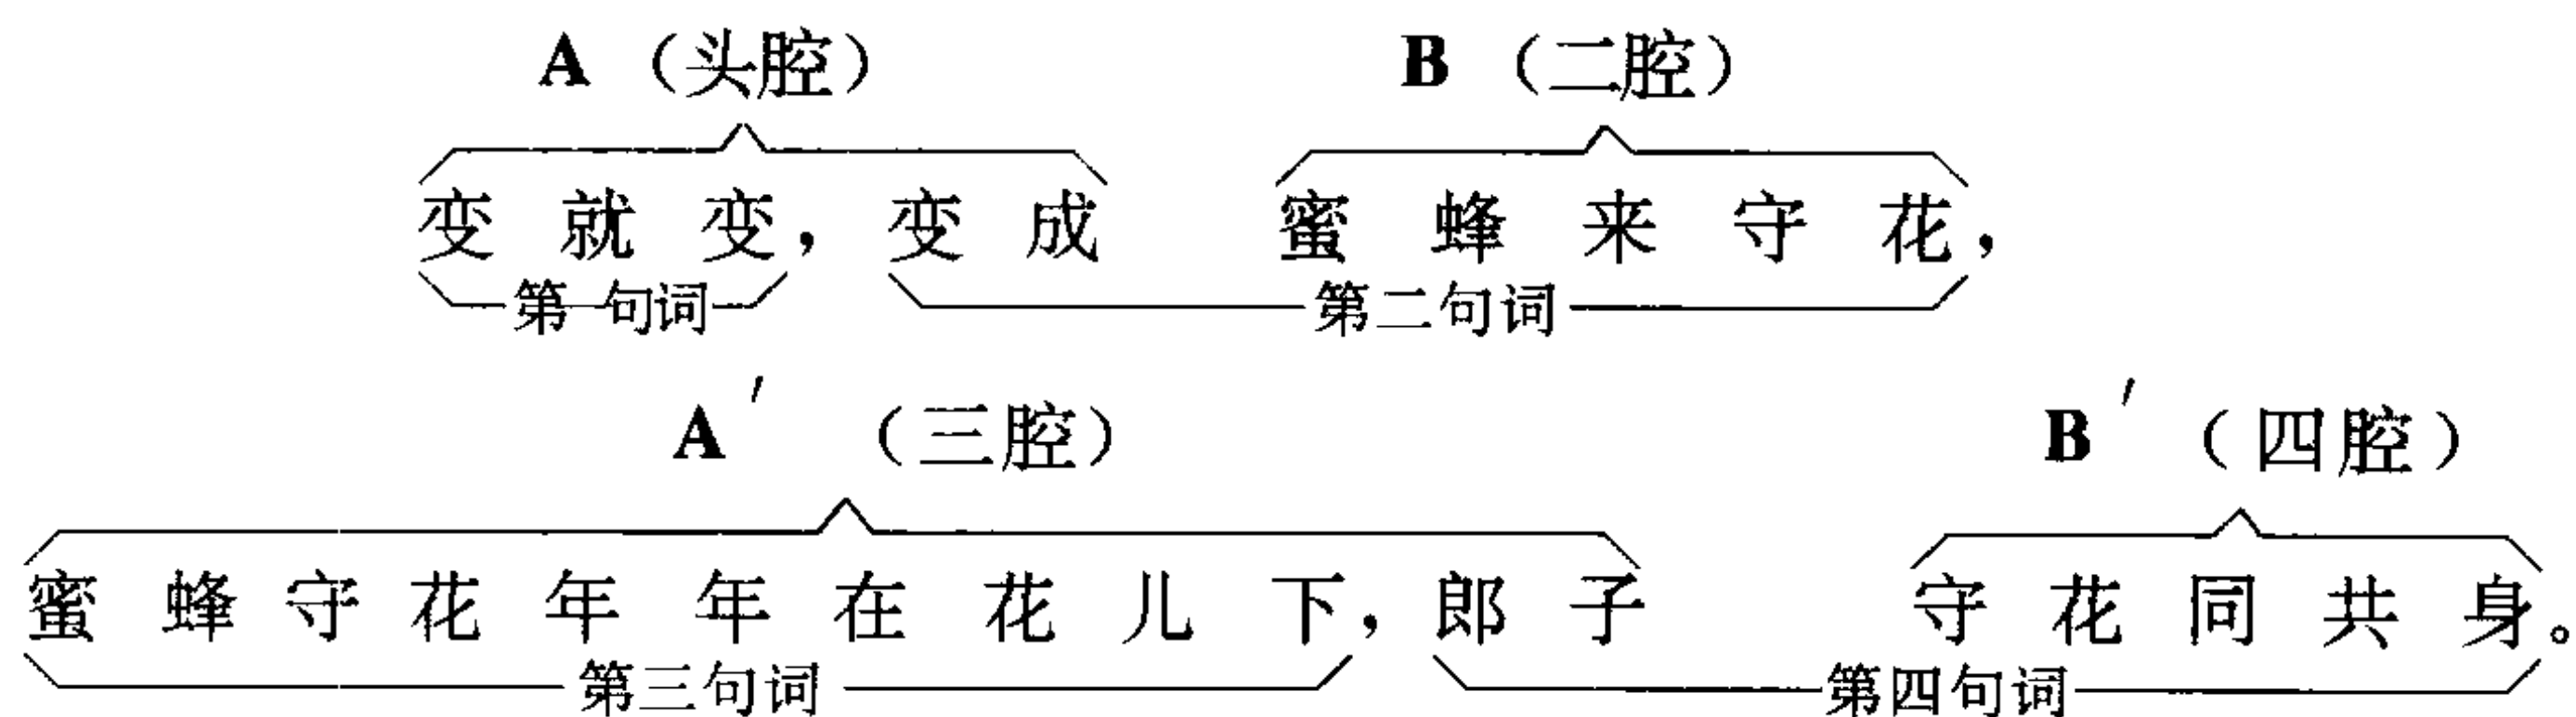 A（头腔） B（二腔）
变就变，变成 蜜蜂来守花，
第一句词 第二句词
A′（三腔） B′（四腔）
蜜蜂守花年年在花儿下，郎子 守花同共身。
第三句词 第四句词